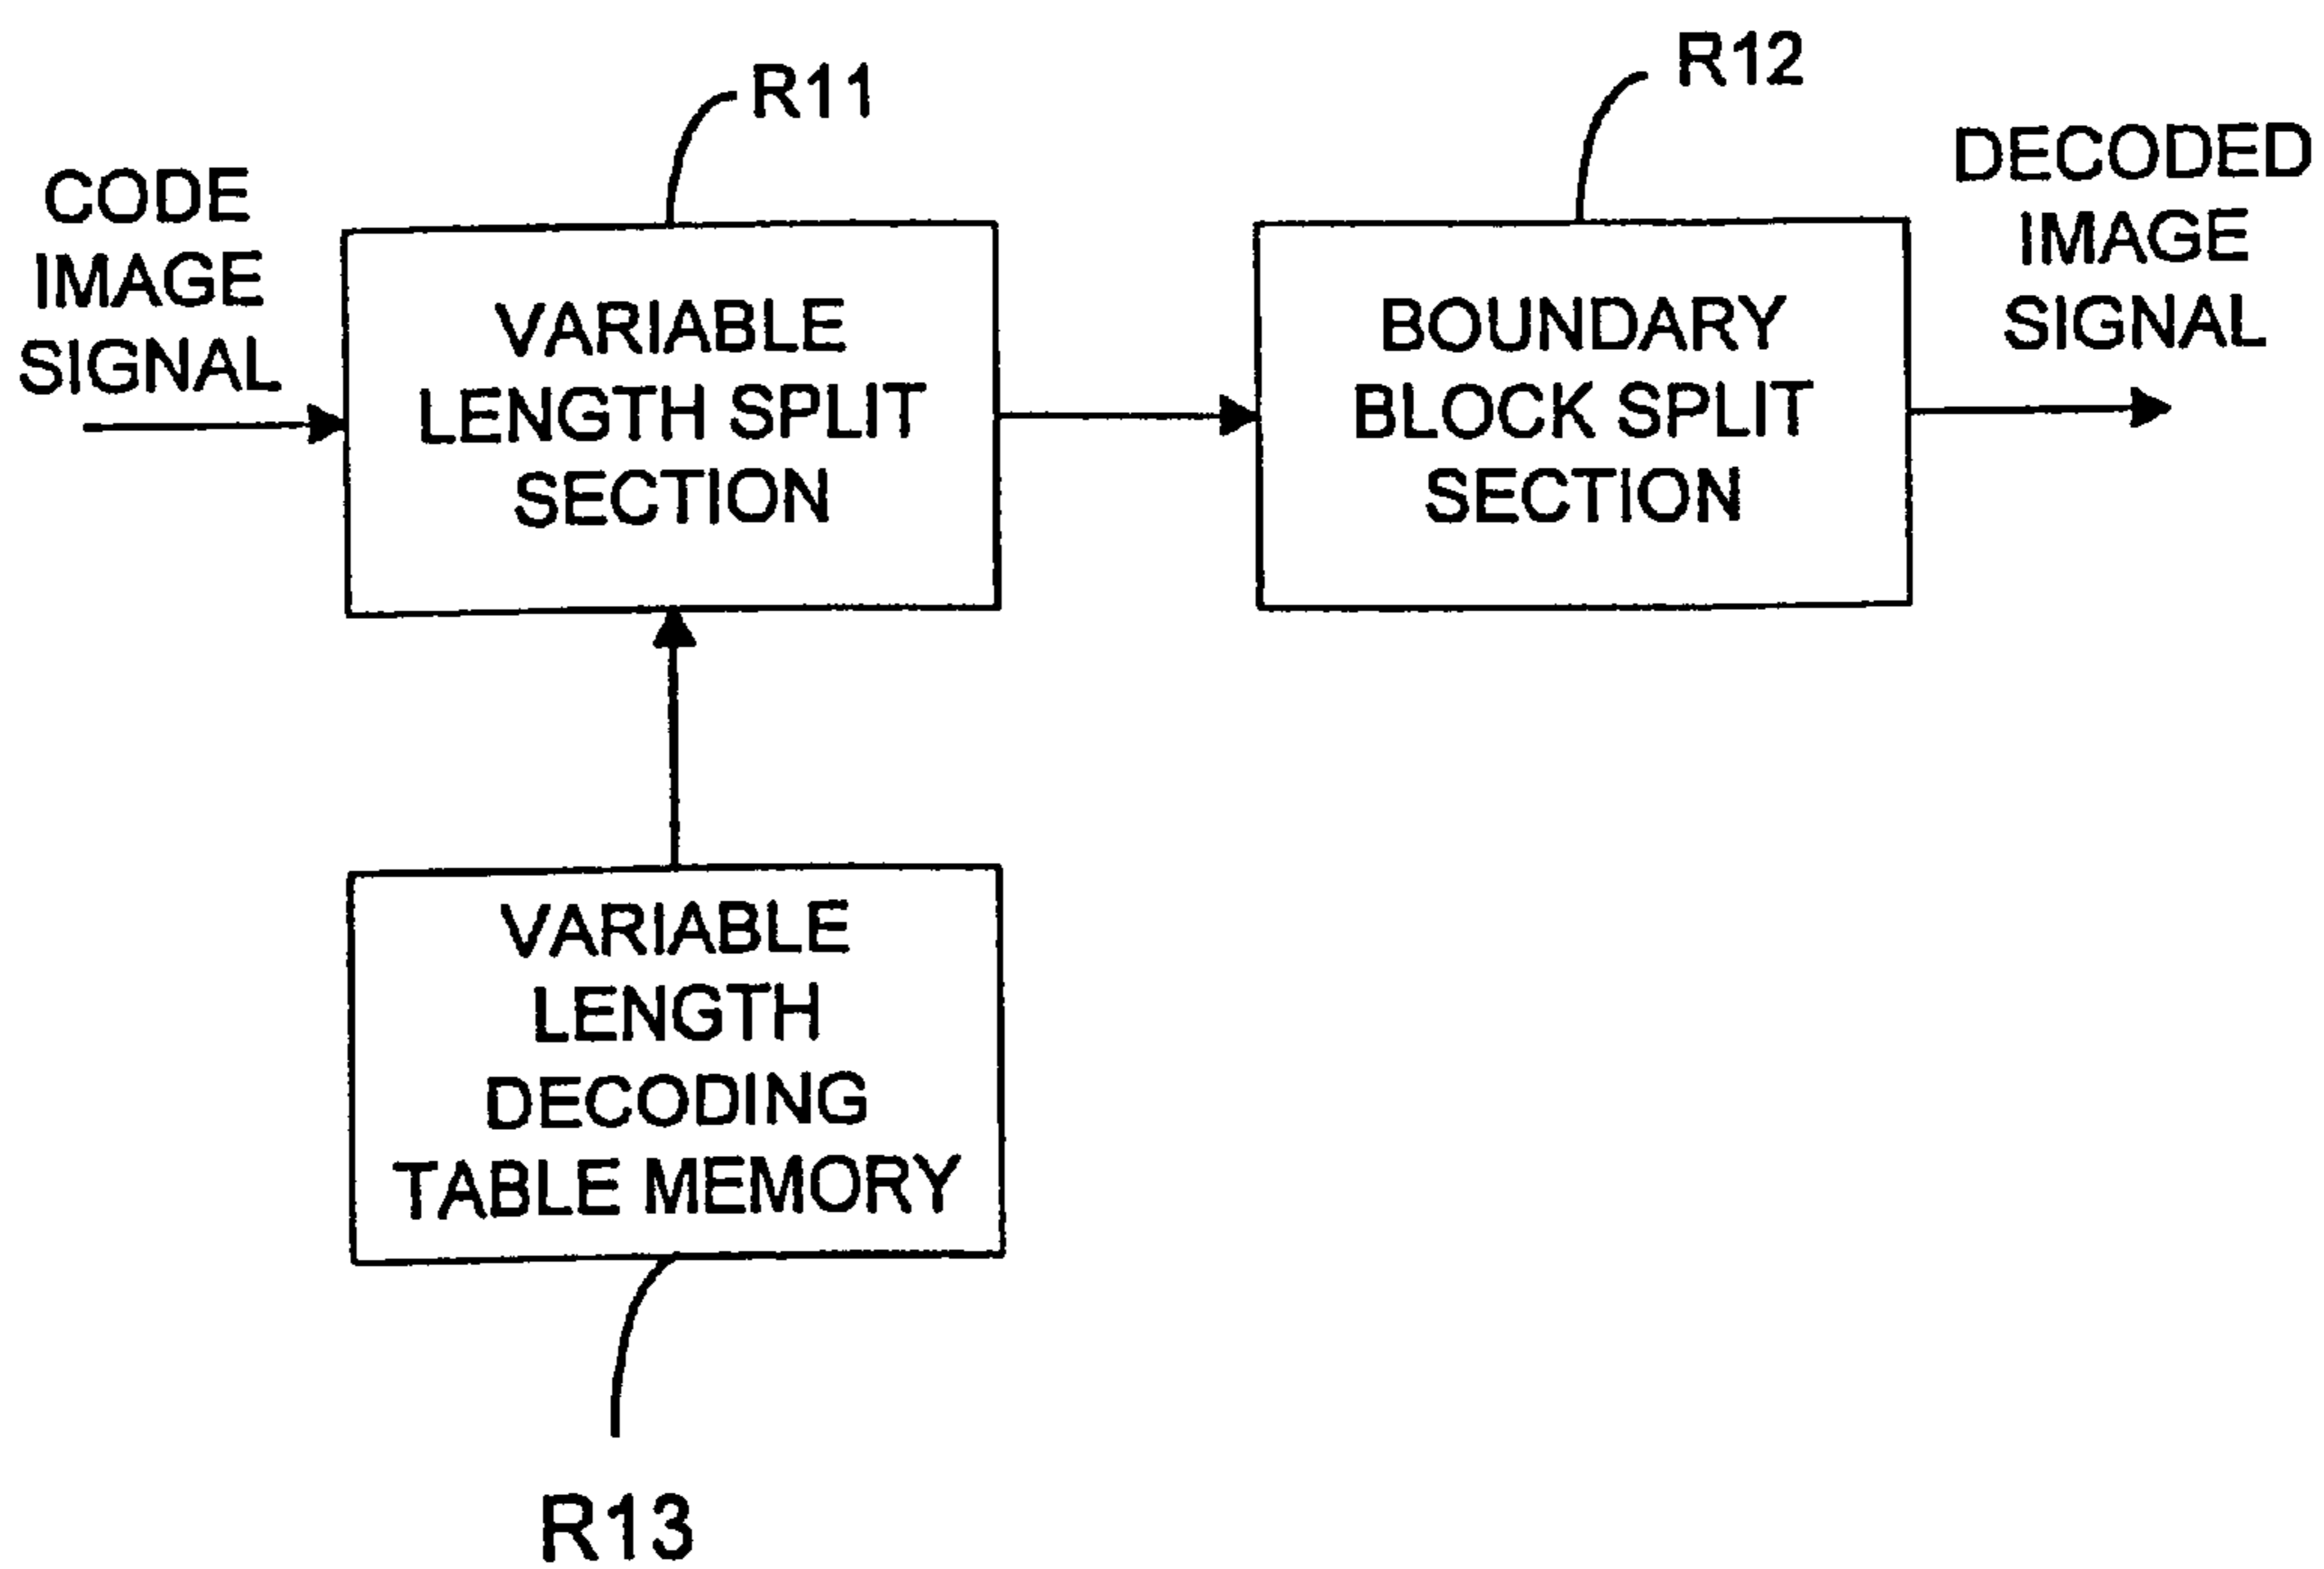 R11
R12
CODE
IMAGE
SIGNAL
VARIABLE
LENGTH SPLIT
SECTION
BOUNDARY
BLOCK SPLIT
SECTION
DECODED
IMAGE
SIGNAL
VARIABLE
LENGTH
DECODING
TABLE MEMORY
R13